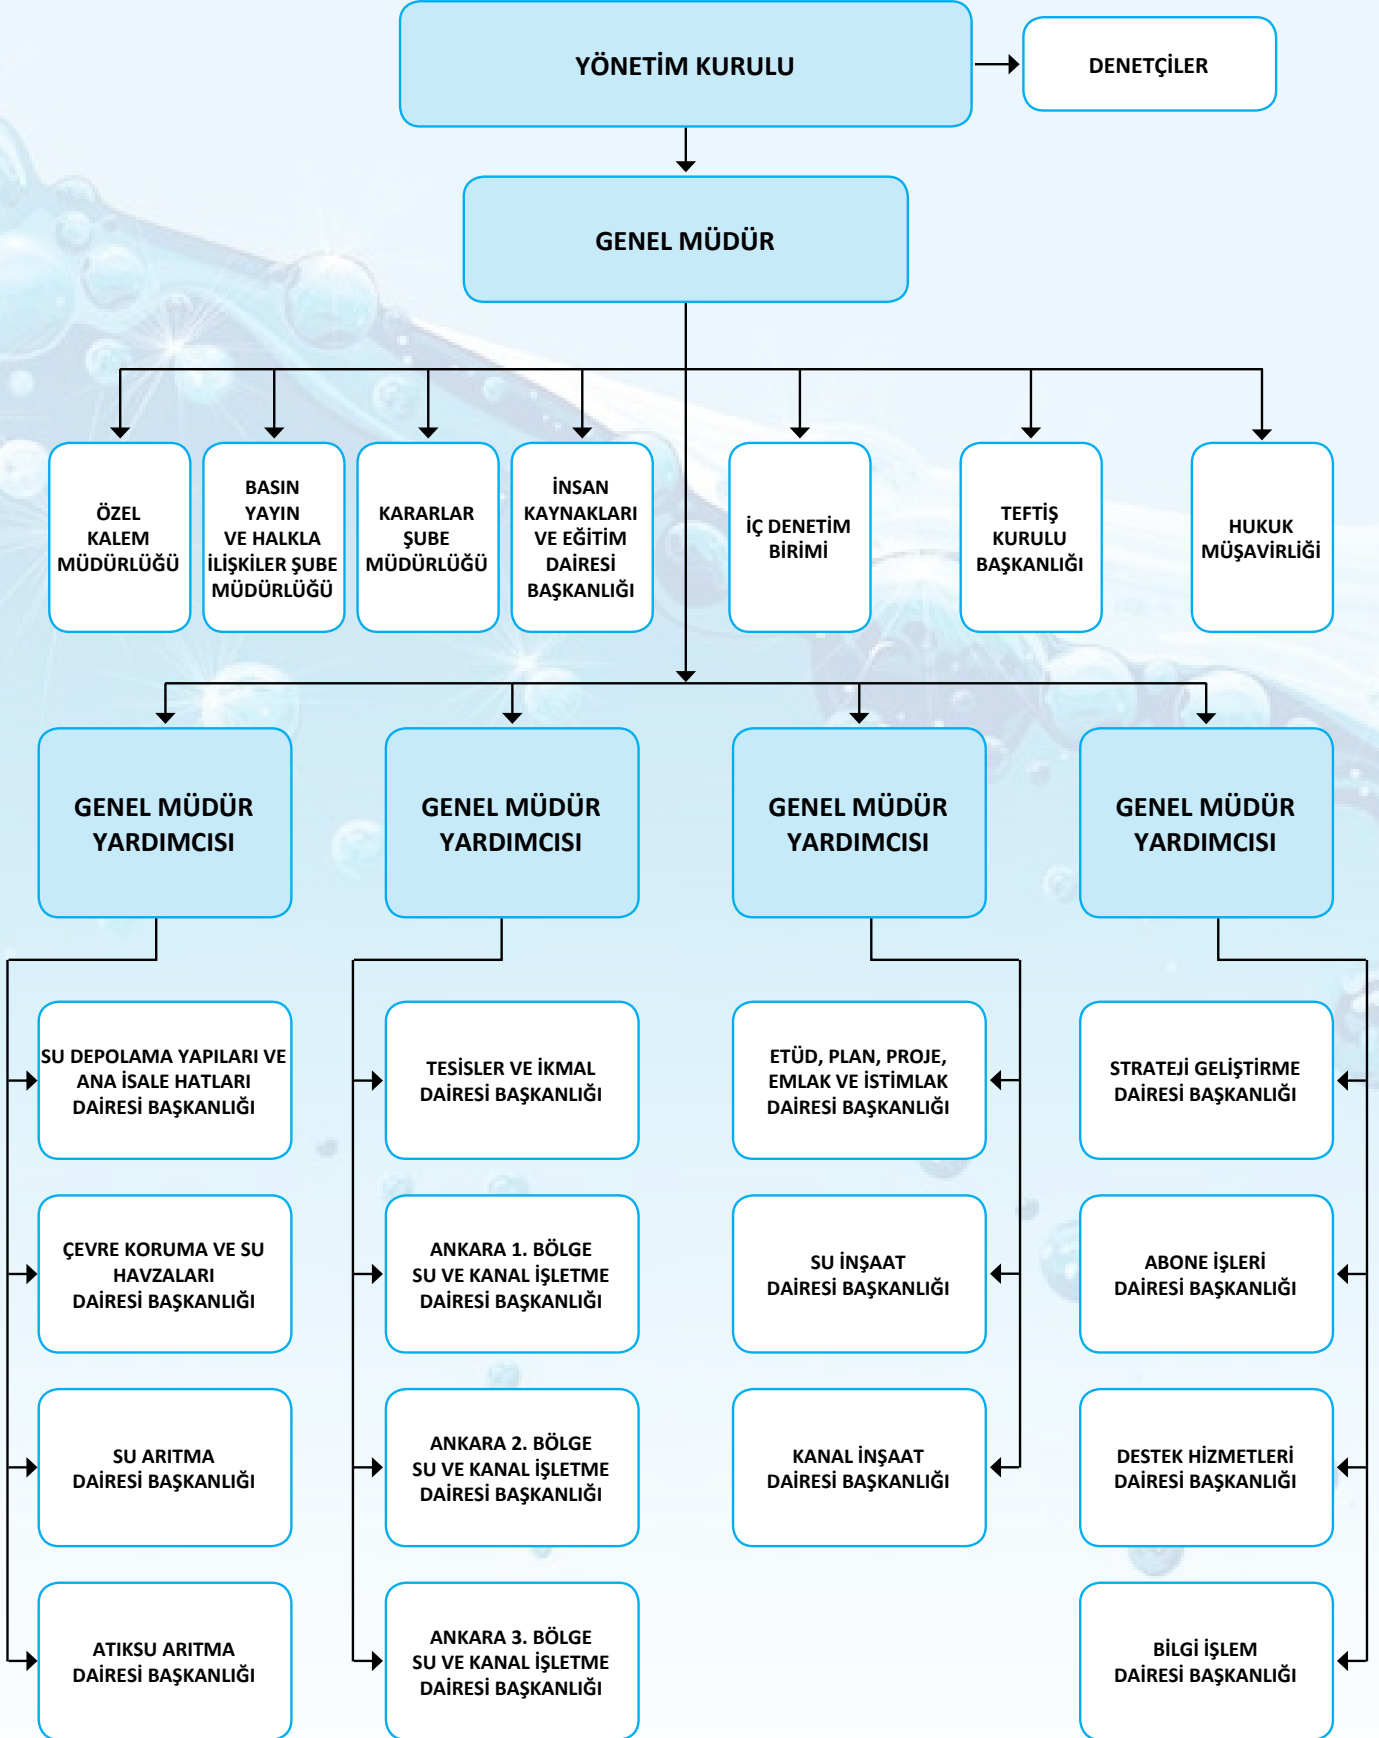 YÖNETİM KURULU
DENETÇİLER
GENEL MÜDÜR
ÖZEL
KALEM
MÜDÜRLÜĞÜ
BASIN
YAYIN
VE HALKLA
İLİŞKİLER ŞUBE
MÜDÜRLÜĞÜ
KARARLAR
ŞUBE
MÜDÜRLÜĞÜ
İNSAN
KAYNAKLARI
VE EĞİTİM
DAİRESİ
BAŞKANLIĞI
İÇ DENETİM
BİRİMİ
TEFTİŞ
KURULU
BAŞKANLIĞI
HUKUK
MÜŞAVİRLİĞİ
GENEL MÜDÜR
YARDIMCISI
GENEL MÜDÜR
YARDIMCISI
GENEL MÜDÜR
YARDIMCISI
GENEL MÜDÜR
YARDIMCISI
SU DEPOLAMA YAPILARI VE
ANA İSALE HATLARI
DAİRESİ BAŞKANLIĞI
TESİSLER VE İKMAL
DAİRESİ BAŞKANLIĞI
ETÜD, PLAN, PROJE,
EMLAK VE İSTİMLAK
DAİRESİ BAŞKANLIĞI
STRATEJİ GELİŞTİRME
DAİRESİ BAŞKANLIĞI
ÇEVRE KORUMA VE SU
HAVZALARI
DAİRESİ BAŞKANLIĞI
ANKARA 1. BÖLGE
SU VE KANAL İŞLETME
DAİRESİ BAŞKANLIĞI
SU İNŞAAT
DAİRESİ BAŞKANLIĞI
ABONE İŞLERİ
DAİRESİ BAŞKANLIĞI
SU ARITMA
DAİRESİ BAŞKANLIĞI
ANKARA 2. BÖLGE
SU VE KANAL İŞLETME
DAİRESİ BAŞKANLIĞI
KANAL İNŞAAT
DAİRESİ BAŞKANLIĞI
DESTEK HİZMETLERİ
DAİRESİ BAŞKANLIĞI
ATIKSU ARITMA
DAİRESİ BAŞKANLIĞI
ANKARA 3. BÖLGE
SU VE KANAL İŞLETME
DAİRESİ BAŞKANLIĞI
BİLGİ İŞLEM
DAİRESİ BAŞKANLIĞI